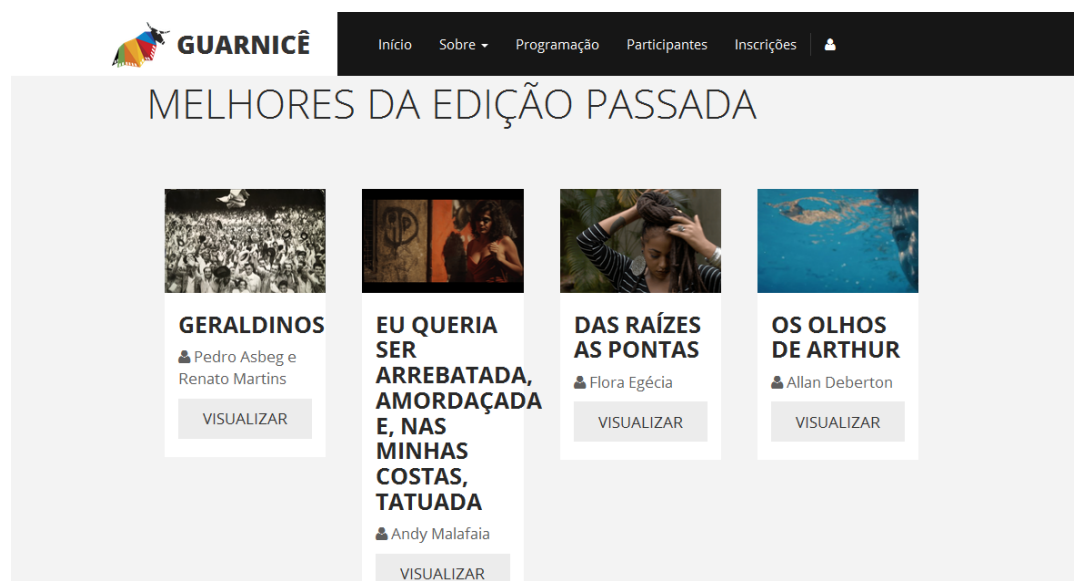 GUARNICÊ
Início Sobre Programação Participantes Inscrições
MELHORES DA EDIÇÃO PASSADA
GERALDINOS
Pedro Asbeg e
Renato Martins
VISUALIZAR
EU QUERIA
SER
ARREBATADA,
AMORDAÇADA
E, NAS
MINHAS
COSTAS,
TATUADA
Andy Malafaia
VISUALIZAR
DAS RAÍZES
AS PONTAS
Flora Egécia
VISUALIZAR
OS OLHOS
DE ARTHUR
Allan Deberton
VISUALIZAR